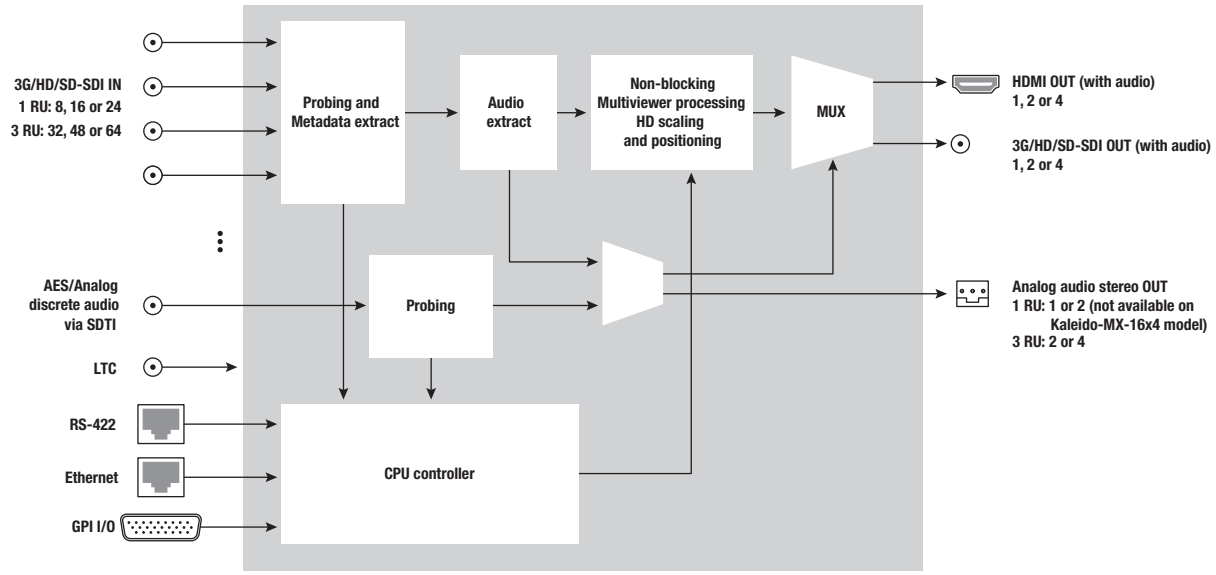 3G/HD/SD-SDI IN
1 RU: 8, 16 or 24
3 RU: 32, 48 or 64
Probing and
Metadata extract
Audio
extract
Non-blocking
Multiviewer processing
HD scaling
and positioning
MUX
HDMI OUT (with audio)
1, 2 or 4
3G/HD/SD-SDI OUT (with audio)
1, 2 or 4
AES/Analog
discrete audio
via SDTI
Probing
Analog audio stereo OUT
1 RU: 1 or 2 (not available on
Kaleido-MX-16x4 model)
3 RU: 2 or 4
LTC
RS-422
Ethernet
GPI I/O
CPU controller